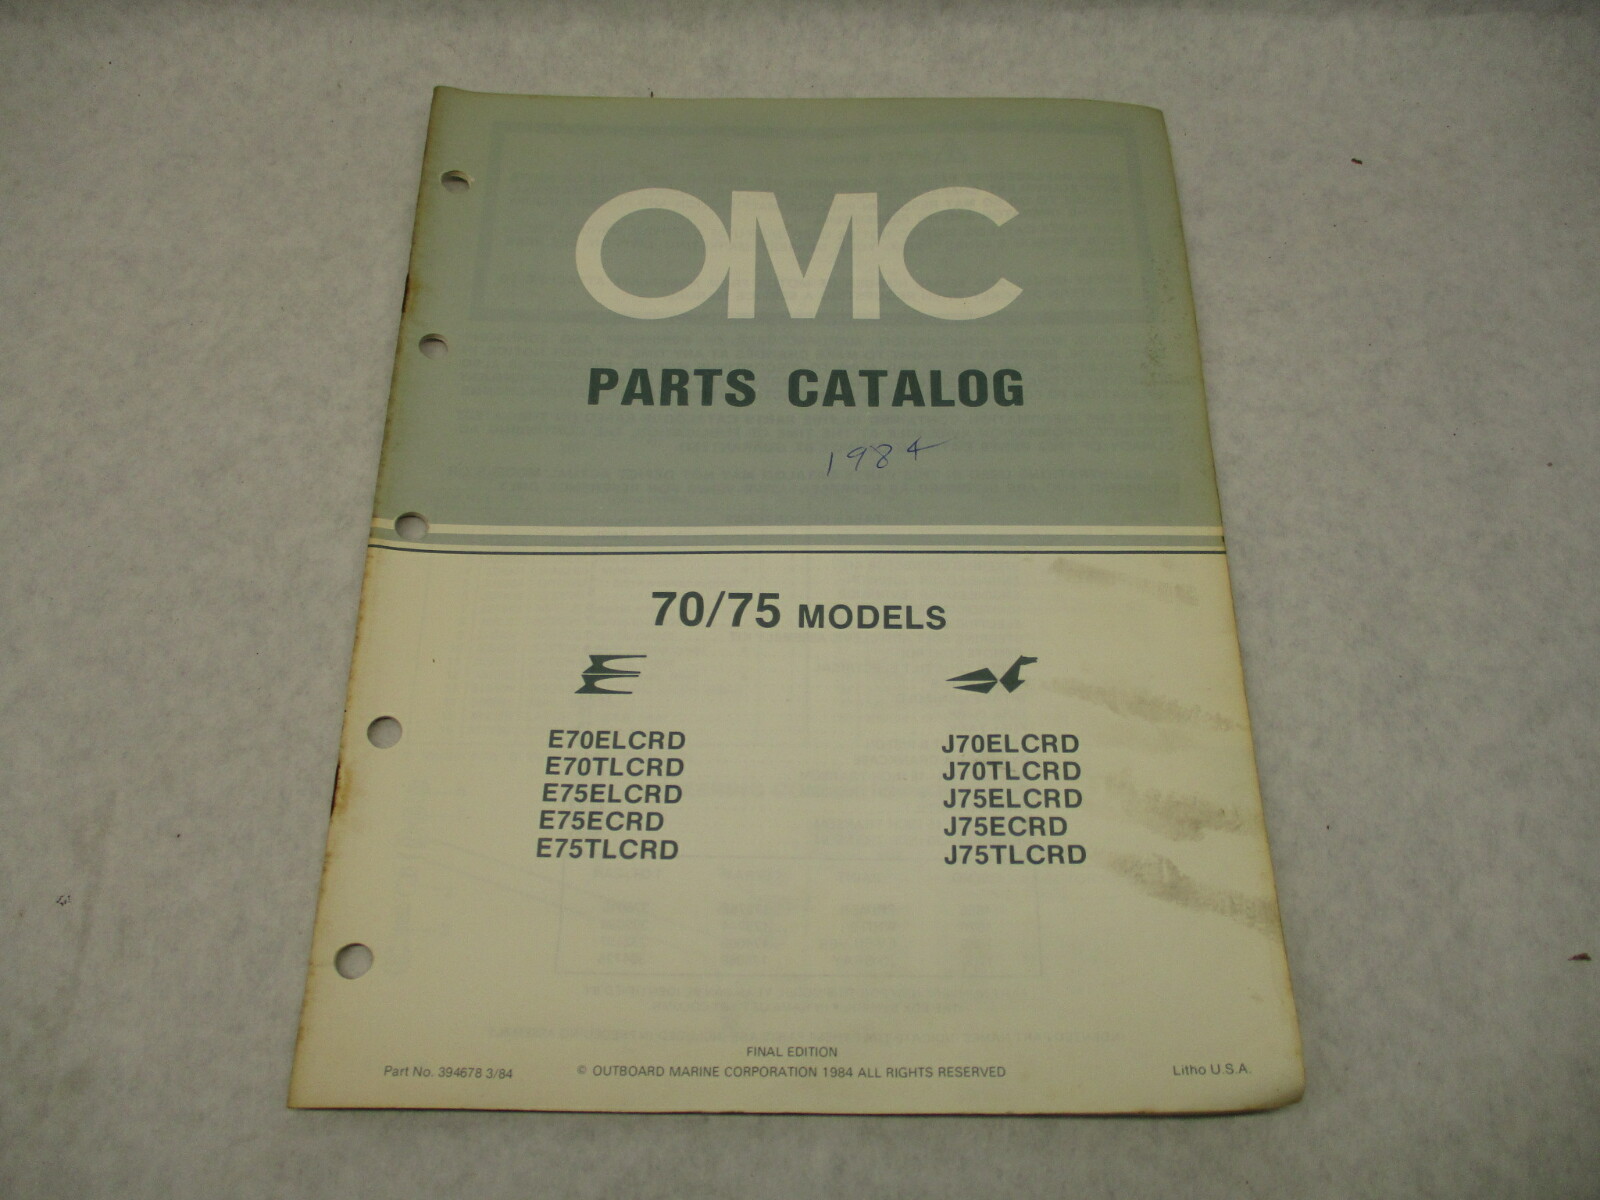 OMC
PARTS CATALOG
1984
70/75 MODELS
E70ELCRD
E70TLCRD
E75ELCRD
E75ECRD
E75TLCRD
J70ELCRD
J70TLCRD
J75ELCRD
J75ECRD
J75TLCRD
FINAL EDITION
Part No. 394678 3/84
© OUTBOARD MARINE CORPORATION 1984 ALL RIGHTS RESERVED
Litho U.S.A.